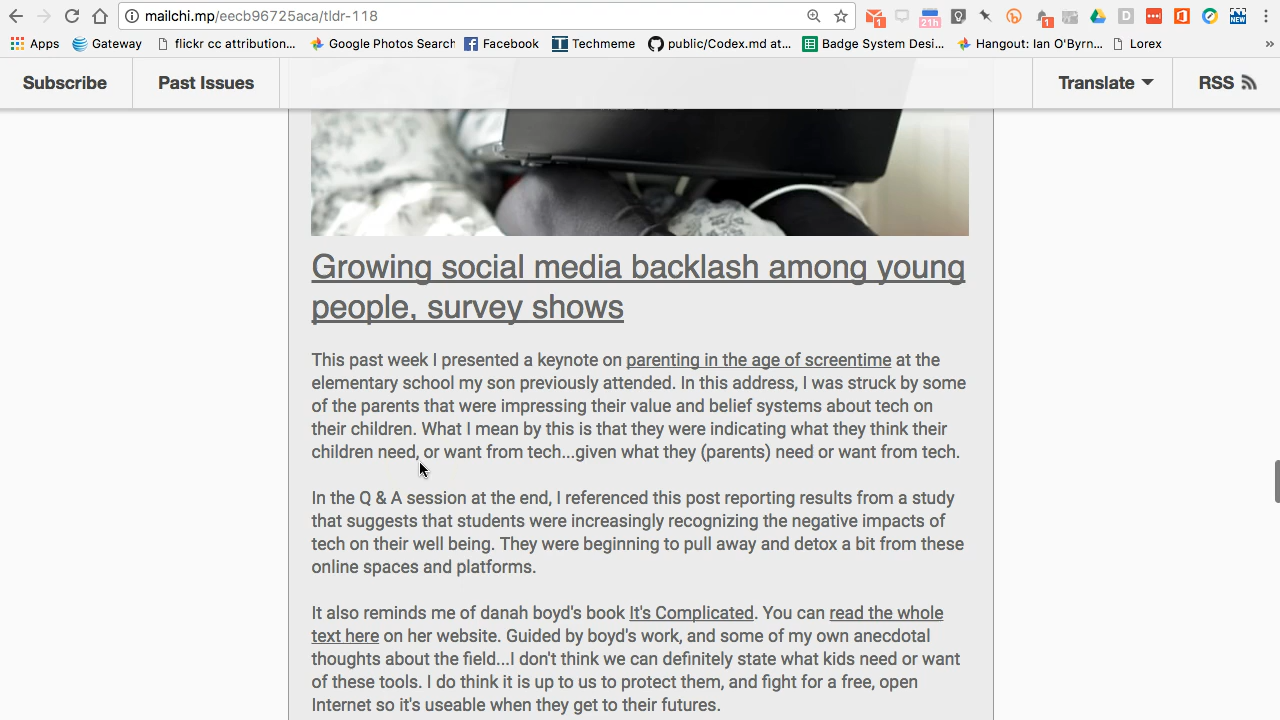 mailchi.mp/eecb96725aca/tldr-118
1
21h
1
NEW
Apps
Gateway
flickr cc attribution...
Google Photos Sear
Facebook
Techmeme
public/Codex.md at...
Badge System Desi...
Hangout: Ian O'Byrn...
Lorex
»
Subscribe
Past Issues
Translate
RSS
Growing social media backlash among young
people, survey shows
This past week I presented a keynote on parenting in the age of screentime at the
elementary school my son previously attended. In this address, I was struck by some
of the parents that were impressing their value and belief systems about tech on
their children. What I mean by this is that they were indicating what they think their
children need, or want from tech...given what they (parents) need or want from tech.
In the Q & A session at the end, I referenced this post reporting results from a study
that suggests that students were increasingly recognizing the negative impacts of
tech on their well being. They were beginning to pull away and detox a bit from these
online spaces and platforms.
It also reminds me of danah boyd's book It's Complicated. You can read the whole
text here on her website. Guided by boyd's work, and some of my own anecdotal
thoughts about the field...I don't think we can definitely state what kids need or want
of these tools. I do think it is up to us to protect them, and fight for a free, open
Internet so it's useable when they get to their futures.